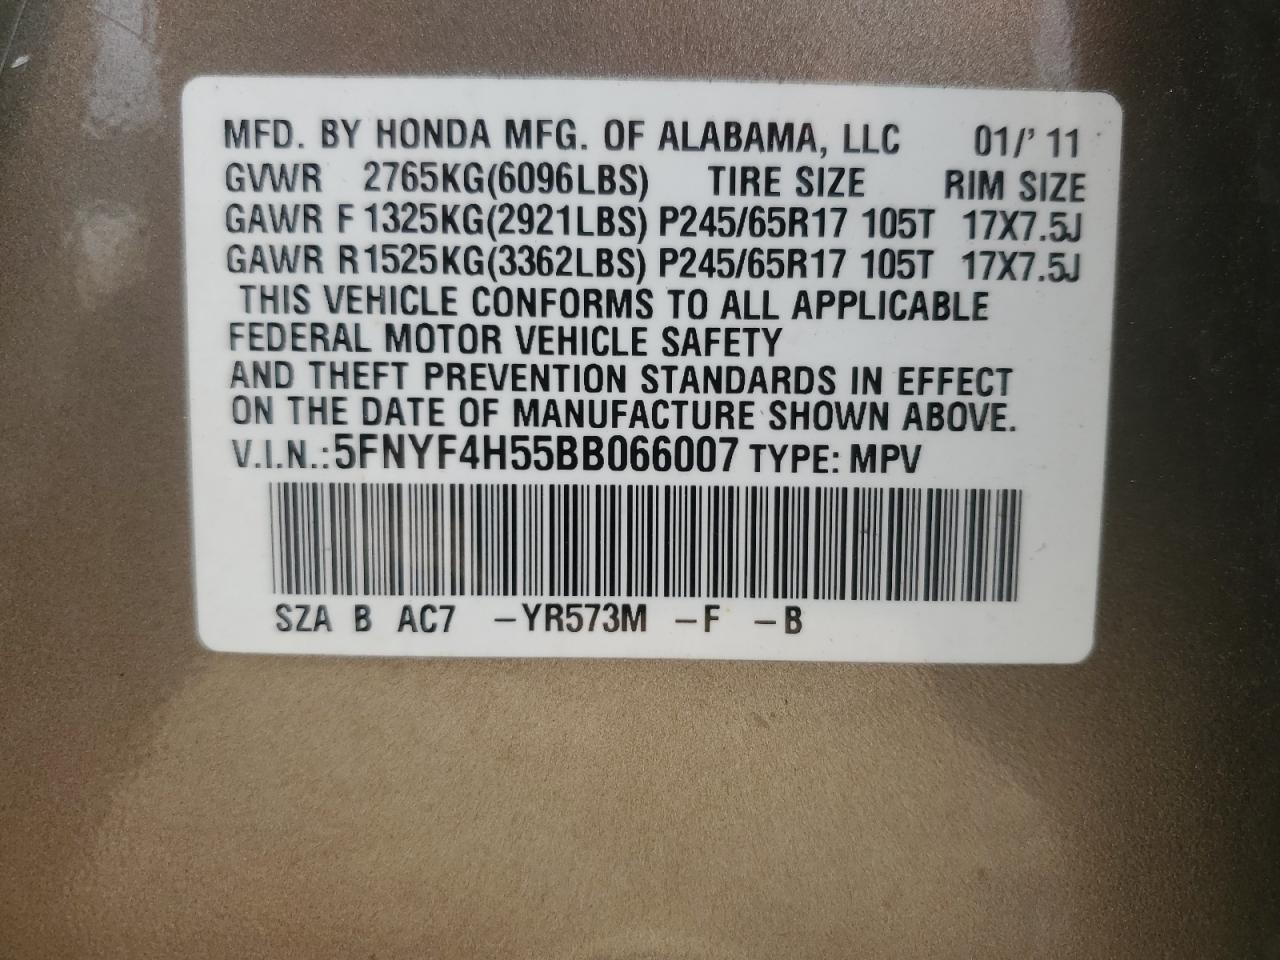 MFD. BY HONDA MFG. OF ALABAMA, LLC 01/'11
GVWR 2765KG(6096LBS) TIRE SIZE RIM SIZE
GAWR F 1325KG(2921LBS) P245/65R17 105T 17X7.5J
GAWR R 1525KG(3362LBS) P245/65R17 105T 17X7.5J
THIS VEHICLE CONFORMS TO ALL APPLICABLE
FEDERAL MOTOR VEHICLE SAFETY
AND THEFT PREVENTION STANDARDS IN EFFECT
ON THE DATE OF MANUFACTURE SHOWN ABOVE.
V.I.N.:5FNYF4H55BB066007 TYPE: MPV
SZA B AC7 -YR573M -F -B